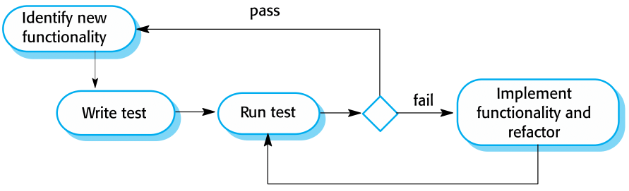 Identify new
functionality
pass
Write test
Run test
fail
Implement
functionality and
refactor